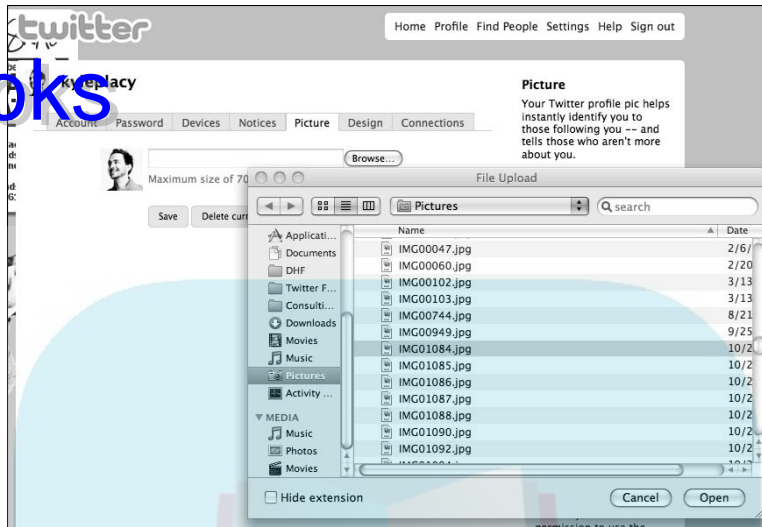 twitter
Home Profile Find People Settings Help Sign out
kyleplacy
oks
Account Password Devices Notices Picture Design Connections
Browse...
Maximum size of 70
Save Delete curr
Picture
Your Twitter profile pic helps
instantly identify you to
those following you -- and
tells those who aren't more
about you.
File Upload
Pictures
search
Applicati...
Documents
DHF
Twitter F...
Consulti...
Downloads
Movies
Music
Pictures
Activity ...
MEDIA
Music
Photos
Movies
Name Date
IMG00047.jpg 2/6/
IMG00060.jpg 2/20
IMG00102.jpg 3/13
IMG00103.jpg 3/13
IMG00744.jpg 8/21
IMG00949.jpg 9/25
IMG01084.jpg 10/2
IMG01085.jpg 10/2
IMG01086.jpg 10/2
IMG01087.jpg 10/2
IMG01088.jpg 10/2
IMG01090.jpg 10/2
IMG01092.jpg 10/2
Hide extension
Cancel Open
permission to use the